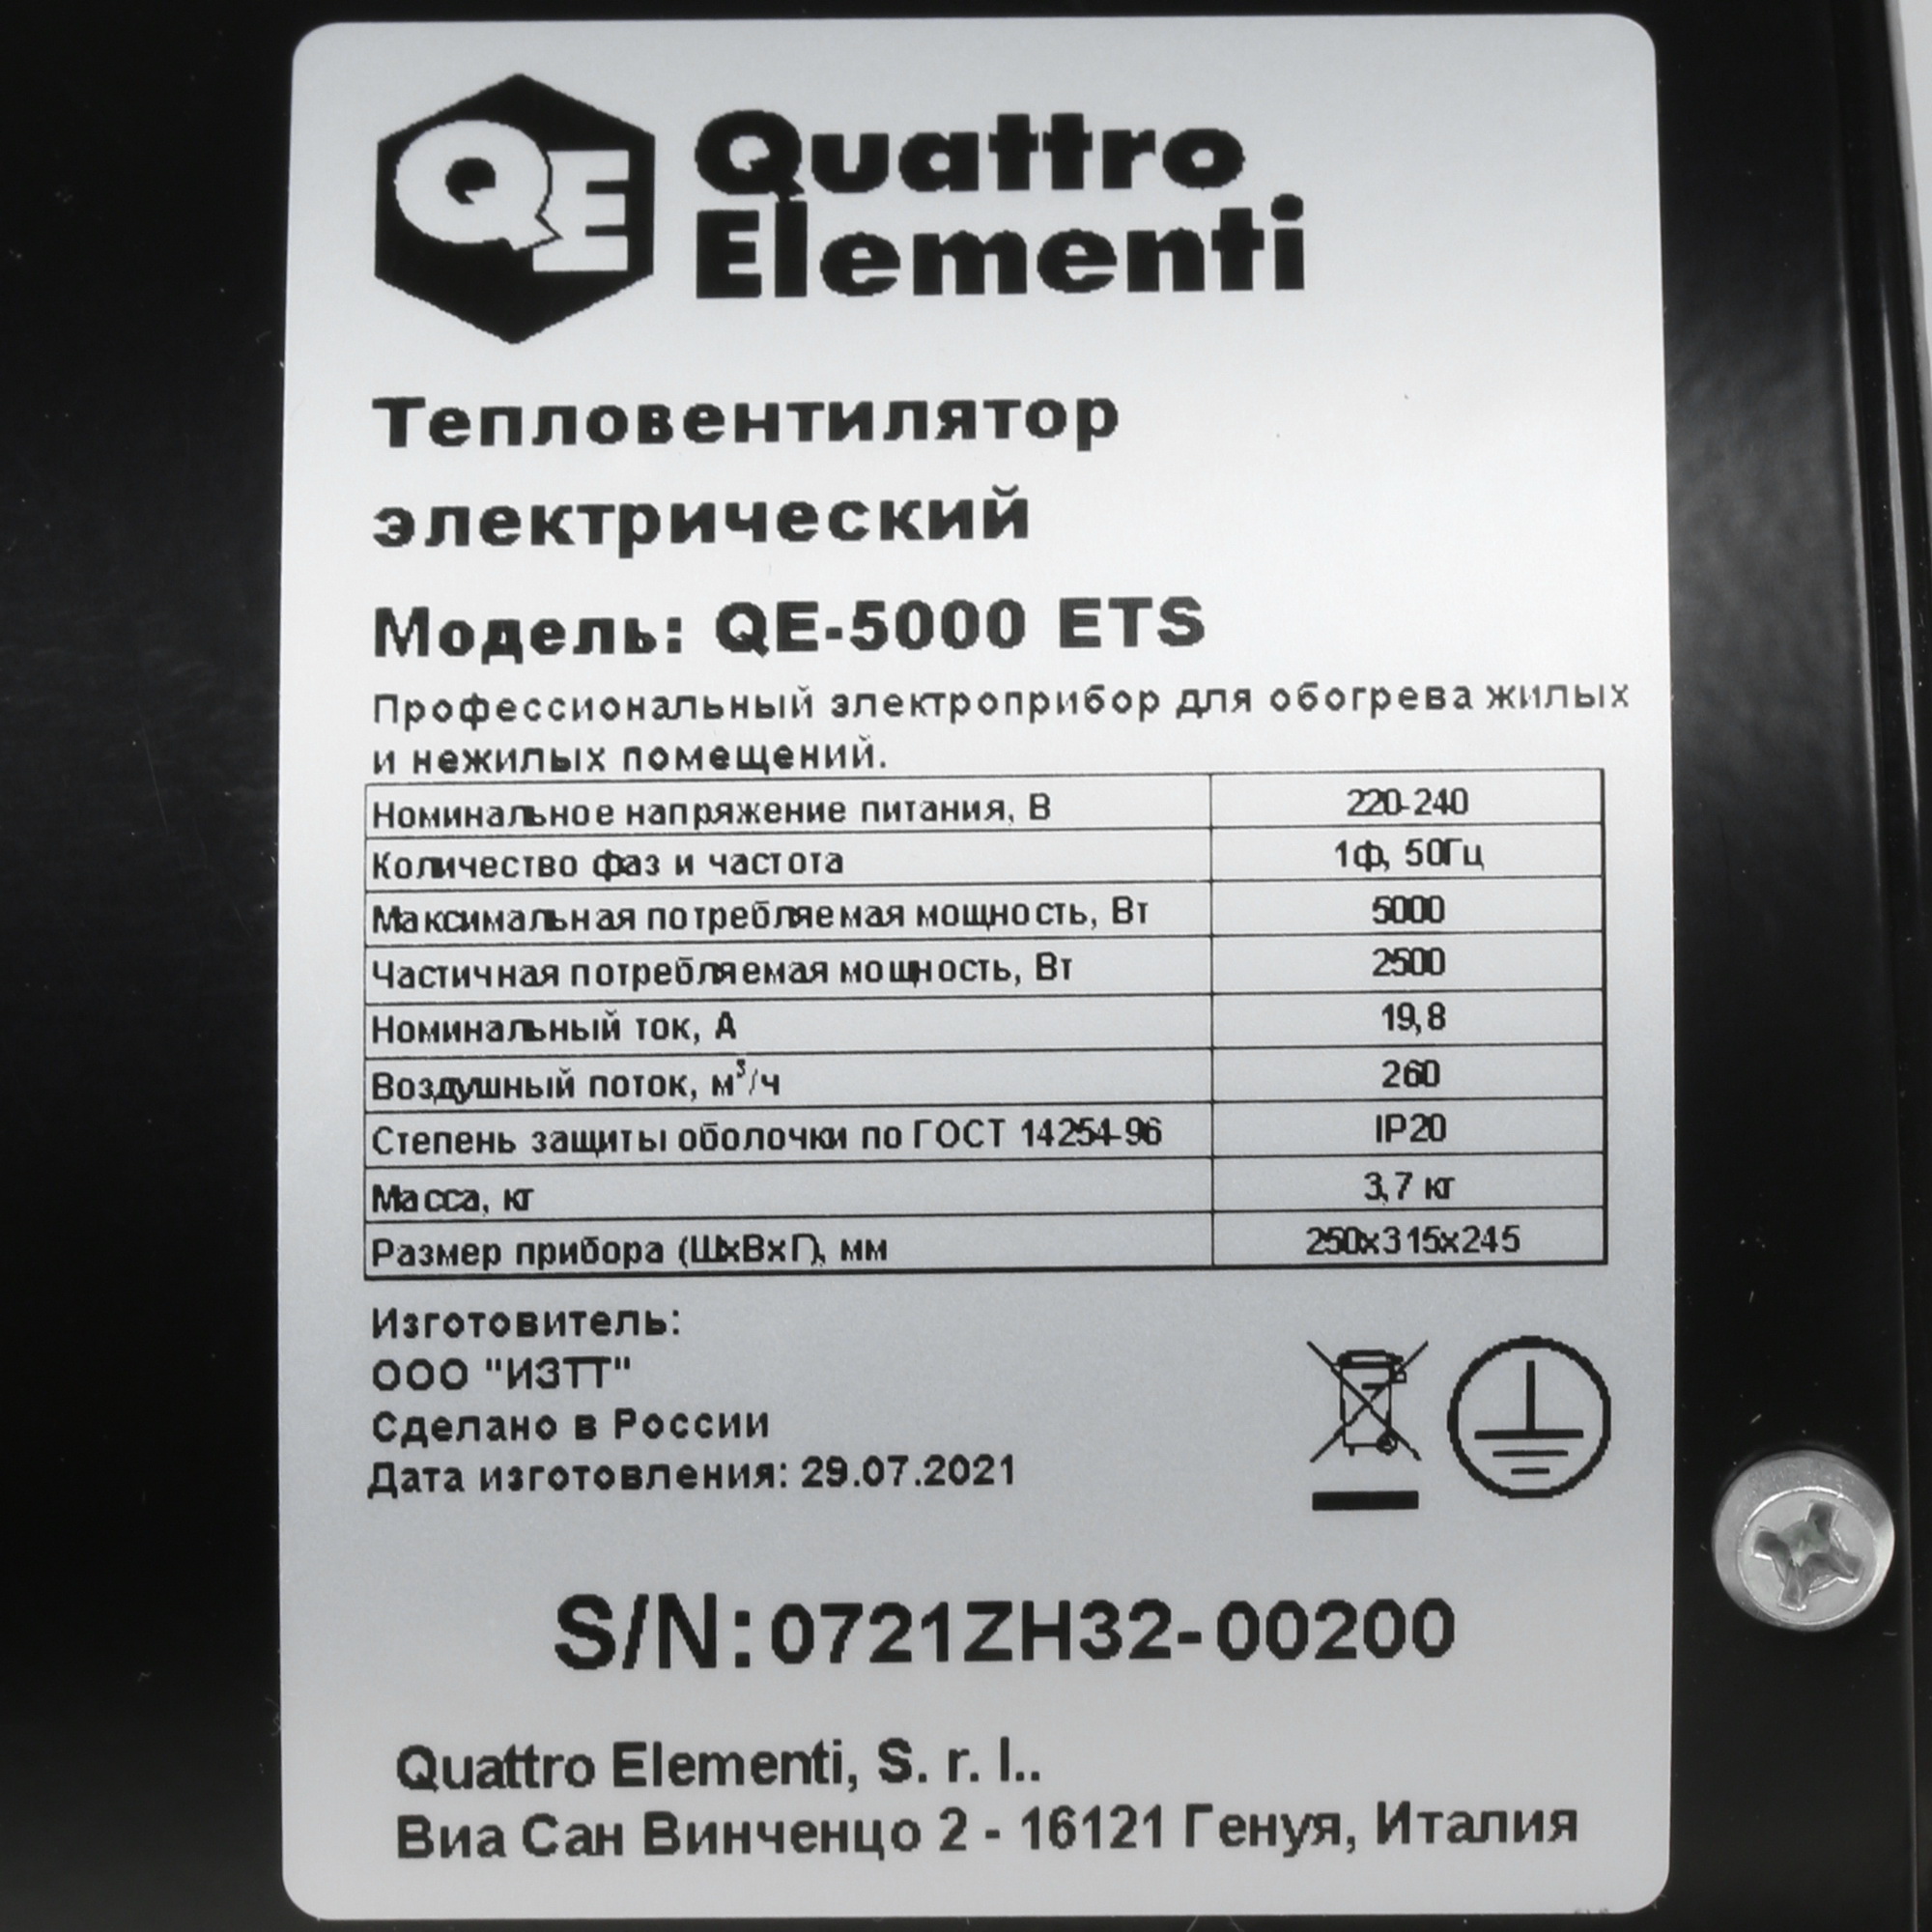 QE Quattro
Elementi
Тепловентилятор
электрический
Модель: QE-5000 ETS
Профессиональный электроприбор для обогрева жилых
и нежилых помещений.
Номинальное напряжение питания, В 220-240
Количество фаз и частота 1ф, 50Гц
Максимальная потребляемая мощность, Вт 5000
Частичная потребляемая мощность, Вт 2500
Номинальный ток, А 19,8
Воздушный поток, м³/ч 260
Степень защиты оболочки по ГОСТ 14254-96 IP20
Масса, кг 3,7 кг
Размер прибора (ШхВхГ), мм 250х315х245
Изготовитель:
ООО "ИЗТТ"
Сделано в России
Дата изготовления: 29.07.2021
S/N: 0721ZH32-00200
Quattro Elementi, S. r. l..
Виа Сан Винченцо 2 - 16121 Генуя, Италия